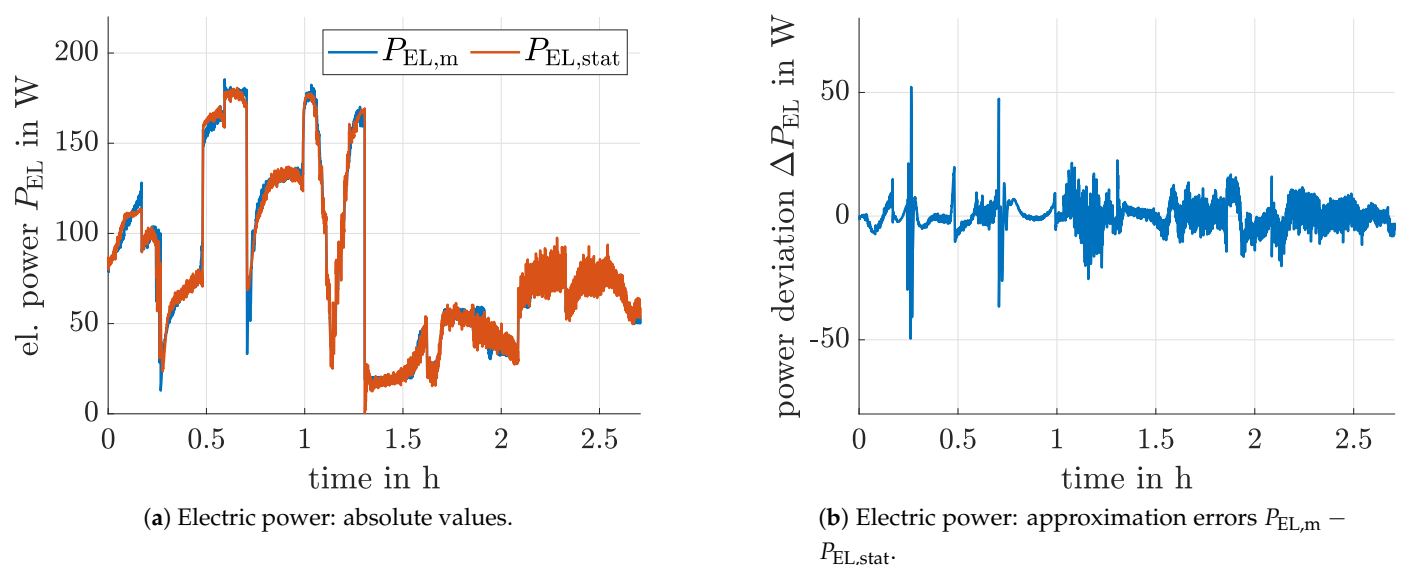 el. power P_EL in W
200
150
100
50
0
P_EL,m P_EL,stat
0 0.5 1 1.5 2 2.5
time in h
(a) Electric power: absolute values.
power deviation ΔP_EL in W
50
0
-50
0 0.5 1 1.5 2 2.5
time in h
(b) Electric power: approximation errors P_EL,m −
P_EL,stat.